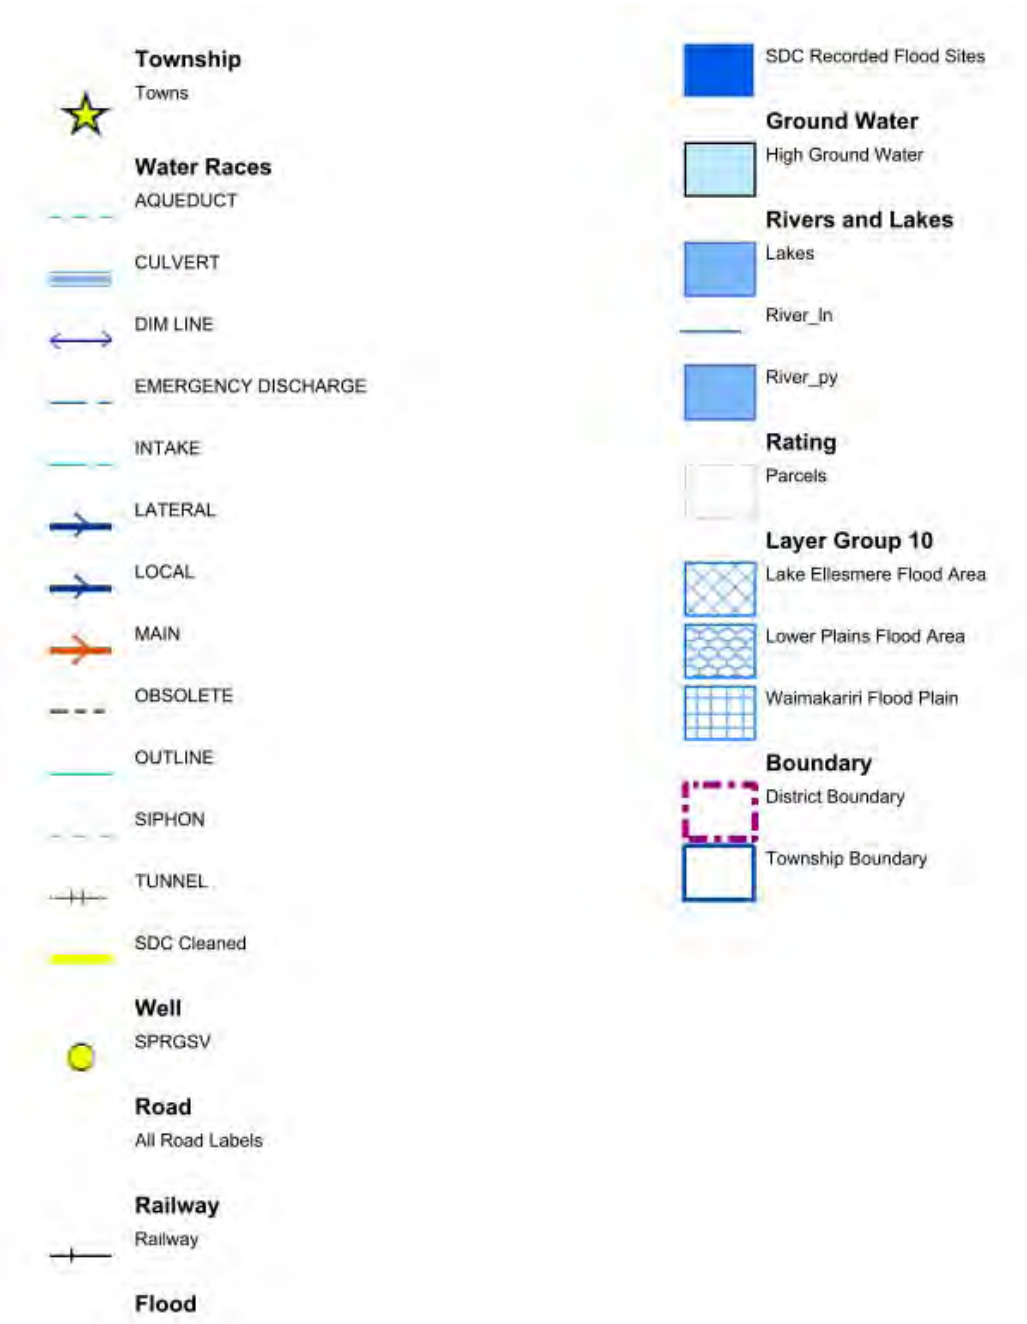 Township
Towns
Water Races
AQUEDUCT
CULVERT
DIM LINE
EMERGENCY DISCHARGE
INTAKE
LATERAL
LOCAL
MAIN
OBSOLETE
OUTLINE
SIPHON
TUNNEL
SDC Cleaned
Well
SPRGSV
Road
All Road Labels
Railway
Railway
Flood
SDC Recorded Flood Sites
Ground Water
High Ground Water
Rivers and Lakes
Lakes
River_ln
River_py
Rating
Parcels
Layer Group 10
Lake Ellesmere Flood Area
Lower Plains Flood Area
Waimakariri Flood Plain
Boundary
District Boundary
Township Boundary